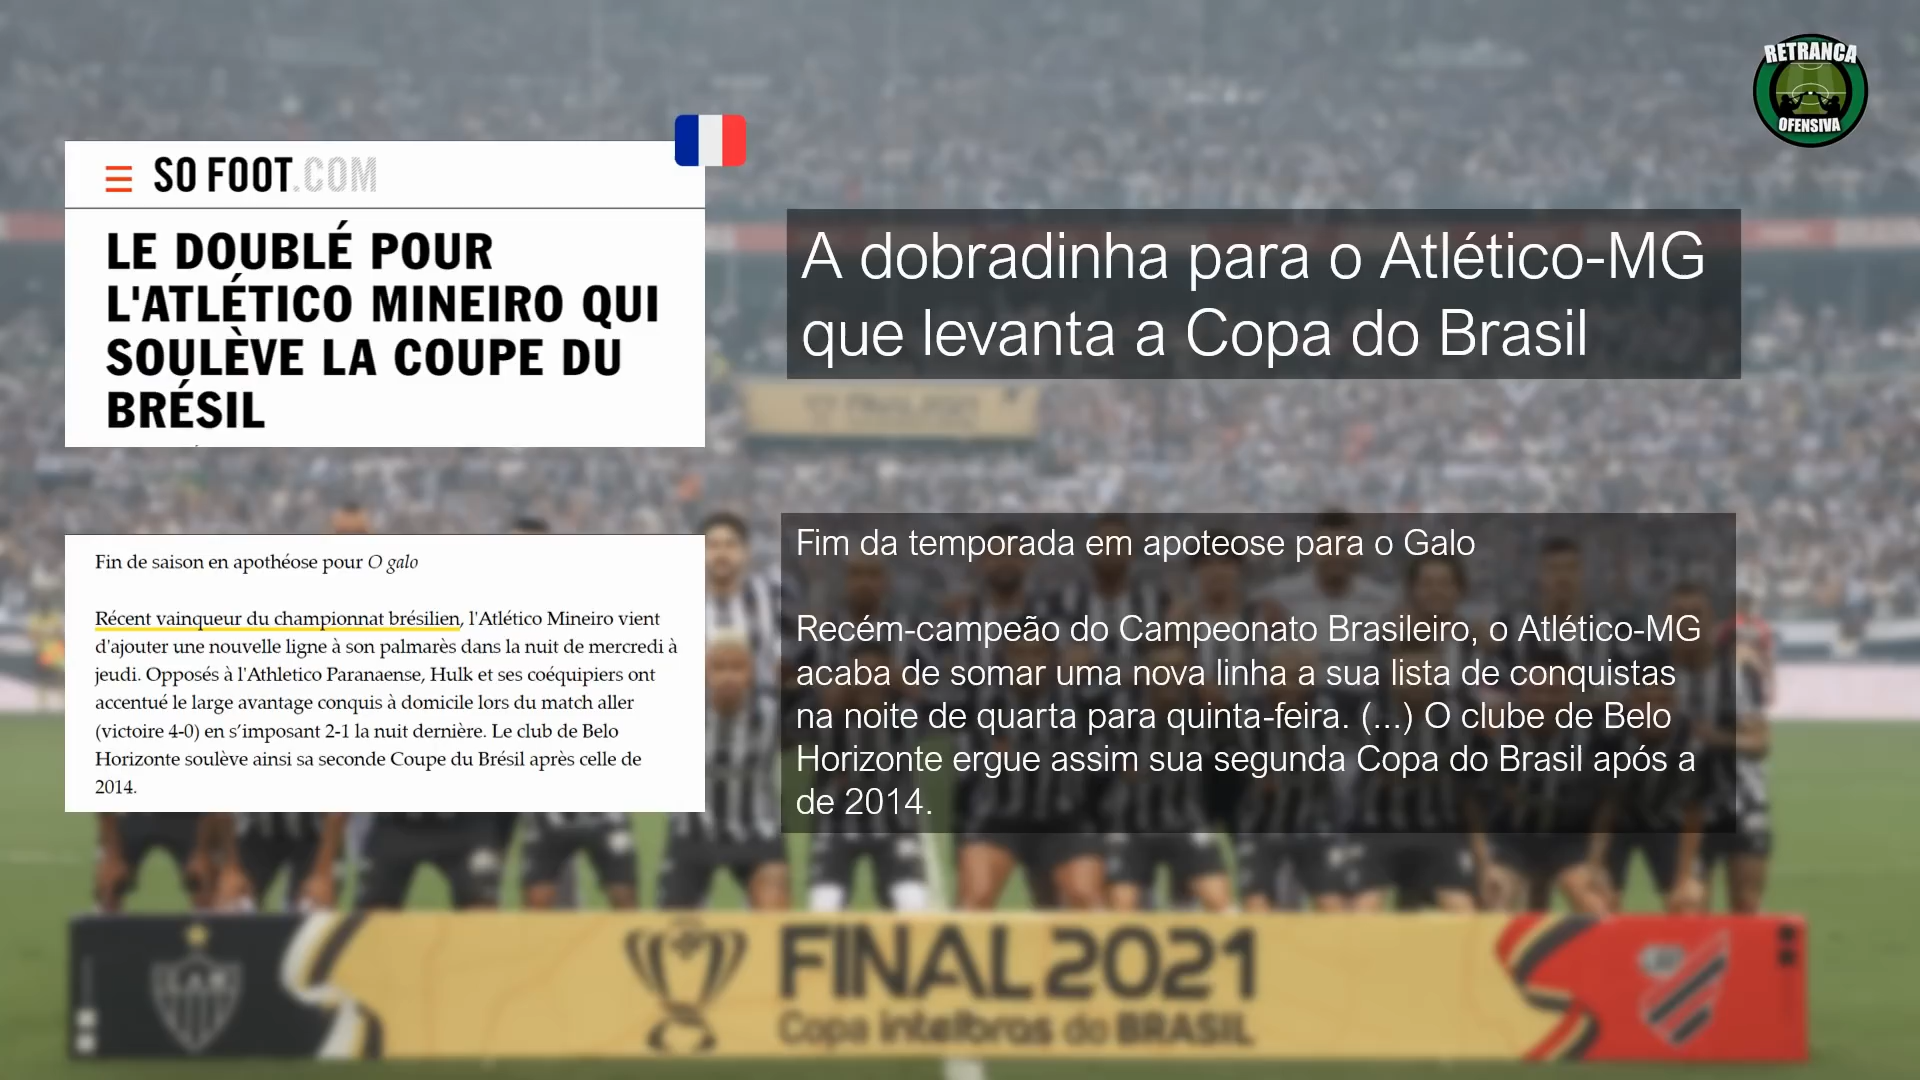 RETRANCA
OFENSIVA
SO FOOT.COM
LE DOUBLÉ POUR
L'ATLÉTICO MINEIRO QUI
SOULÈVE LA COUPE DU
BRÉSIL
A dobradinha para o Atlético-MG
que levanta a Copa do Brasil
Fin de saison en apothéose pour O galo
Récent vainqueur du championnat brésilien, l'Atlético Mineiro vient
d'ajouter une nouvelle ligne à son palmarès dans la nuit de mercredi à
jeudi. Opposés à l'Athletico Paranaense, Hulk et ses coéquipiers ont
accentué le large avantage conquis à domicile lors du match aller
(victoire 4-0) en s’imposant 2-1 la nuit dernière. Le club de Belo
Horizonte soulève ainsi sa seconde Coupe du Brésil après celle de
2014.
Fim da temporada em apoteose para o Galo
Recém-campeão do Campeonato Brasileiro, o Atlético-MG
acaba de somar uma nova linha a sua lista de conquistas
na noite de quarta para quinta-feira. (...) O clube de Belo
Horizonte ergue assim sua segunda Copa do Brasil após a
de 2014.
FINAL 2021
CAM
FINAL 2021
Copa intelbras do BRASIL